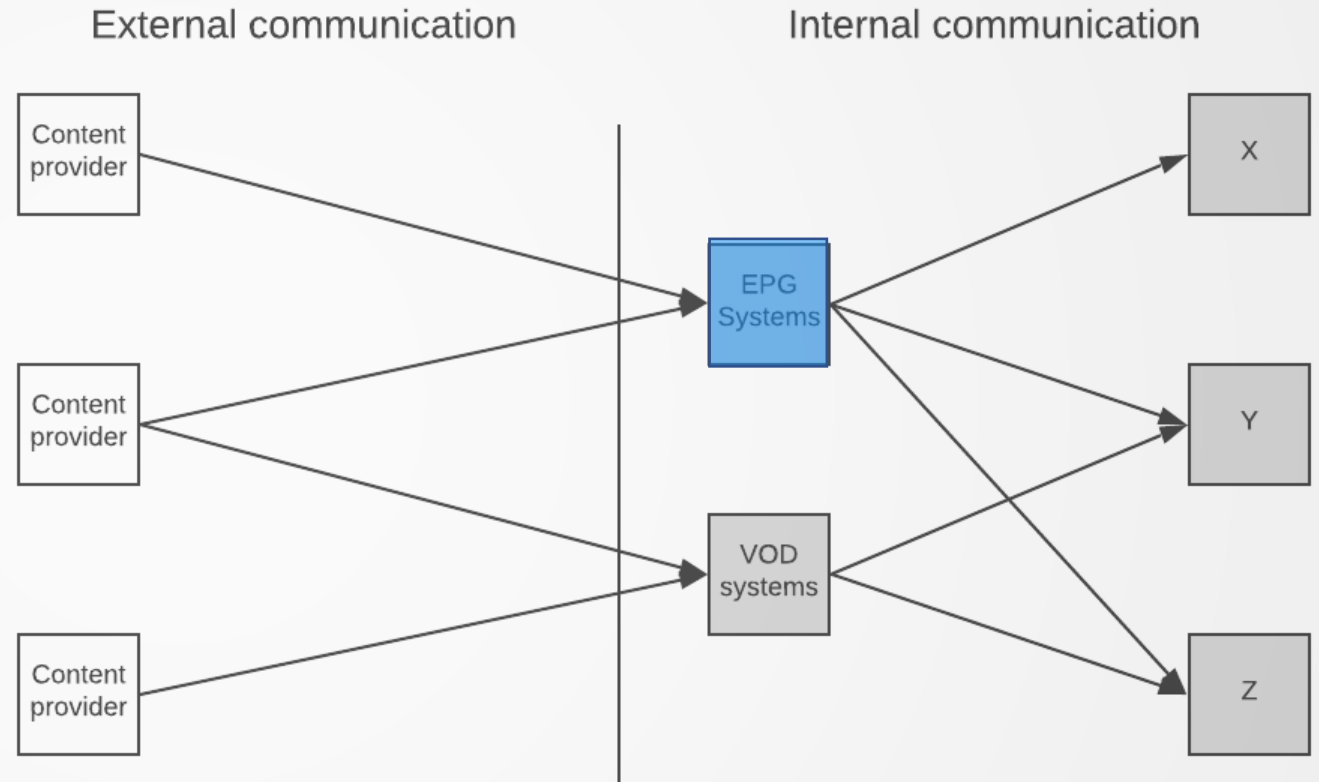 External communication
Internal communication
Content
provider
X
EPG
Systems
Content
provider
Y
VOD
systems
Content
provider
Z